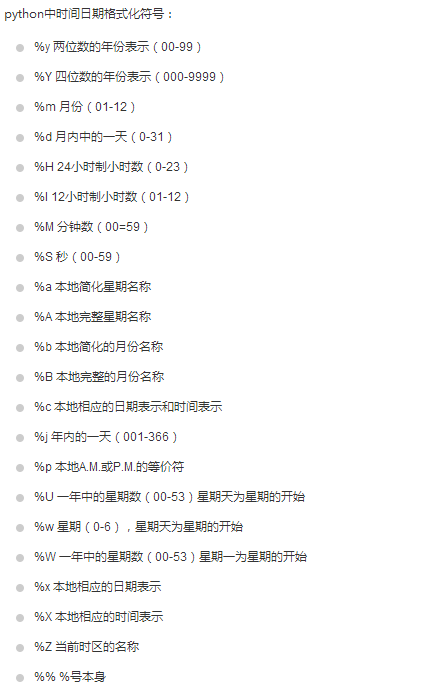 python中时间日期格式化符号：
%y 两位数的年份表示（00-99）
%Y 四位数的年份表示（000-9999）
%m 月份（01-12）
%d 月内中的一天（0-31）
%H 24小时制小时数（0-23）
%I 12小时制小时数（01-12）
%M 分钟数（00=59）
%S 秒（00-59）
%a 本地简化星期名称
%A 本地完整星期名称
%b 本地简化的月份名称
%B 本地完整的月份名称
%c 本地相应的日期表示和时间表示
%j 年内的一天（001-366）
%p 本地A.M.或P.M.的等价符
%U 一年中的星期数（00-53）星期天为星期的开始
%w 星期（0-6），星期天为星期的开始
%W 一年中的星期数（00-53）星期一为星期的开始
%x 本地相应的日期表示
%X 本地相应的时间表示
%Z 当前时区的名称
%% %号本身